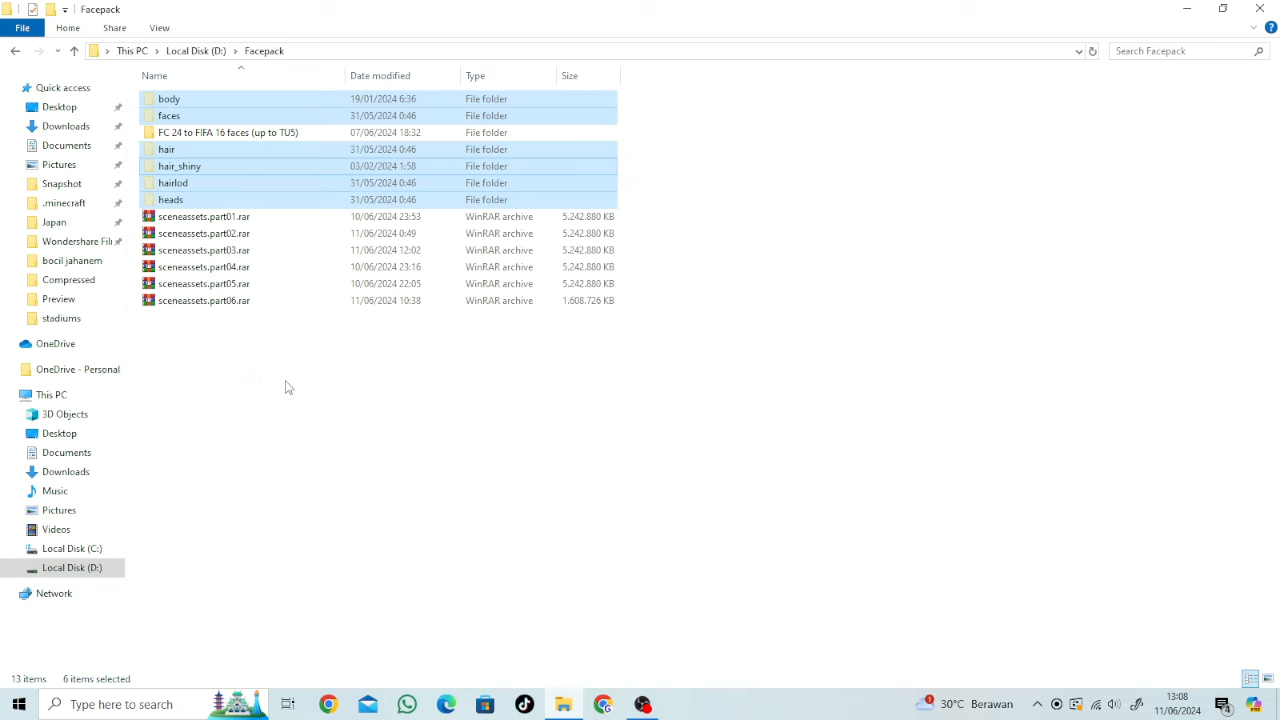 Facepack
File Home Share View
This PC Local Disk (D:) Facepack Search Facepack
Name Date modified Type Size
Quick access
Desktop
Downloads
Documents
Pictures
Snapshot
.minecraft
Japan
Wondershare Fil
bocil jahanem
Compressed
Preview
stadiums
OneDrive
OneDrive - Personal
This PC
3D Objects
Desktop
Documents
Downloads
Music
Pictures
Videos
Local Disk (C:)
Local Disk (D:)
Network
body 19/01/2024 6:36 File folder
faces 31/05/2024 0:46 File folder
FC 24 to FIFA 16 faces (up to TU5) 07/06/2024 18:32 File folder
hair 31/05/2024 0:46 File folder
hair_shiny 03/02/2024 1:58 File folder
hairlod 31/05/2024 0:46 File folder
heads 31/05/2024 0:46 File folder
sceneassets.part01.rar 10/06/2024 23:53 WinRAR archive 5.242.880 KB
sceneassets.part02.rar 11/06/2024 0:49 WinRAR archive 5.242.880 KB
sceneassets.part03.rar 11/06/2024 12:02 WinRAR archive 5.242.880 KB
sceneassets.part04.rar 10/06/2024 23:16 WinRAR archive 5.242.880 KB
sceneassets.part05.rar 10/06/2024 22:05 WinRAR archive 5.242.880 KB
sceneassets.part06.rar 11/06/2024 10:38 WinRAR archive 1.608.726 KB
13 items 6 items selected
Type here to search
30°C Berawan
13:08
11/06/2024
4